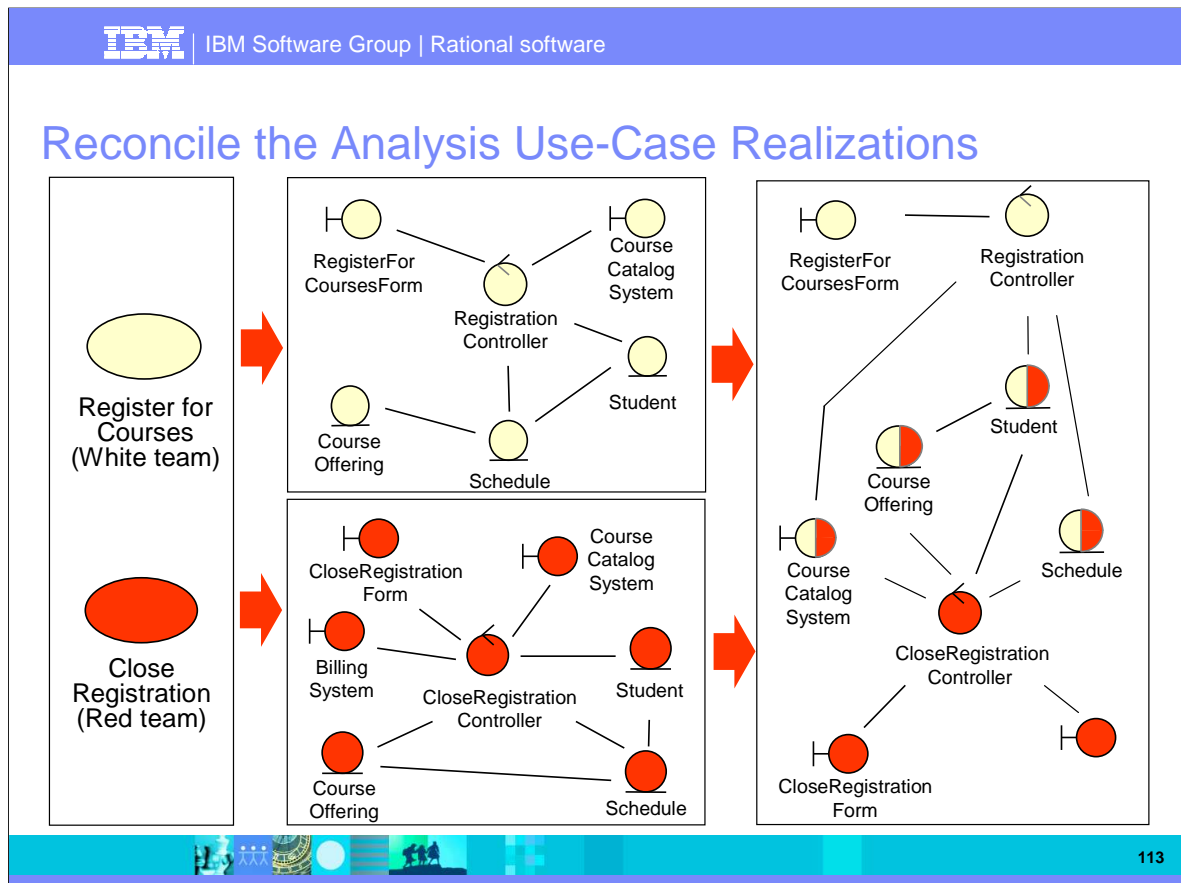 IBM
IBM Software Group | Rational software
Reconcile the Analysis Use-Case Realizations
Register for
Courses
(White team)
Close
Registration
(Red team)
RegisterFor
CoursesForm
Course
Catalog
System
Registration
Controller
Student
Course
Offering
Schedule
CloseRegistration
Form
Course
Catalog
System
Billing
System
CloseRegistration
Controller
Student
Course
Offering
Schedule
RegisterFor
CoursesForm
Registration
Controller
Student
Course
Offering
Course
Catalog
System
Schedule
CloseRegistration
Controller
CloseRegistration
Form
113